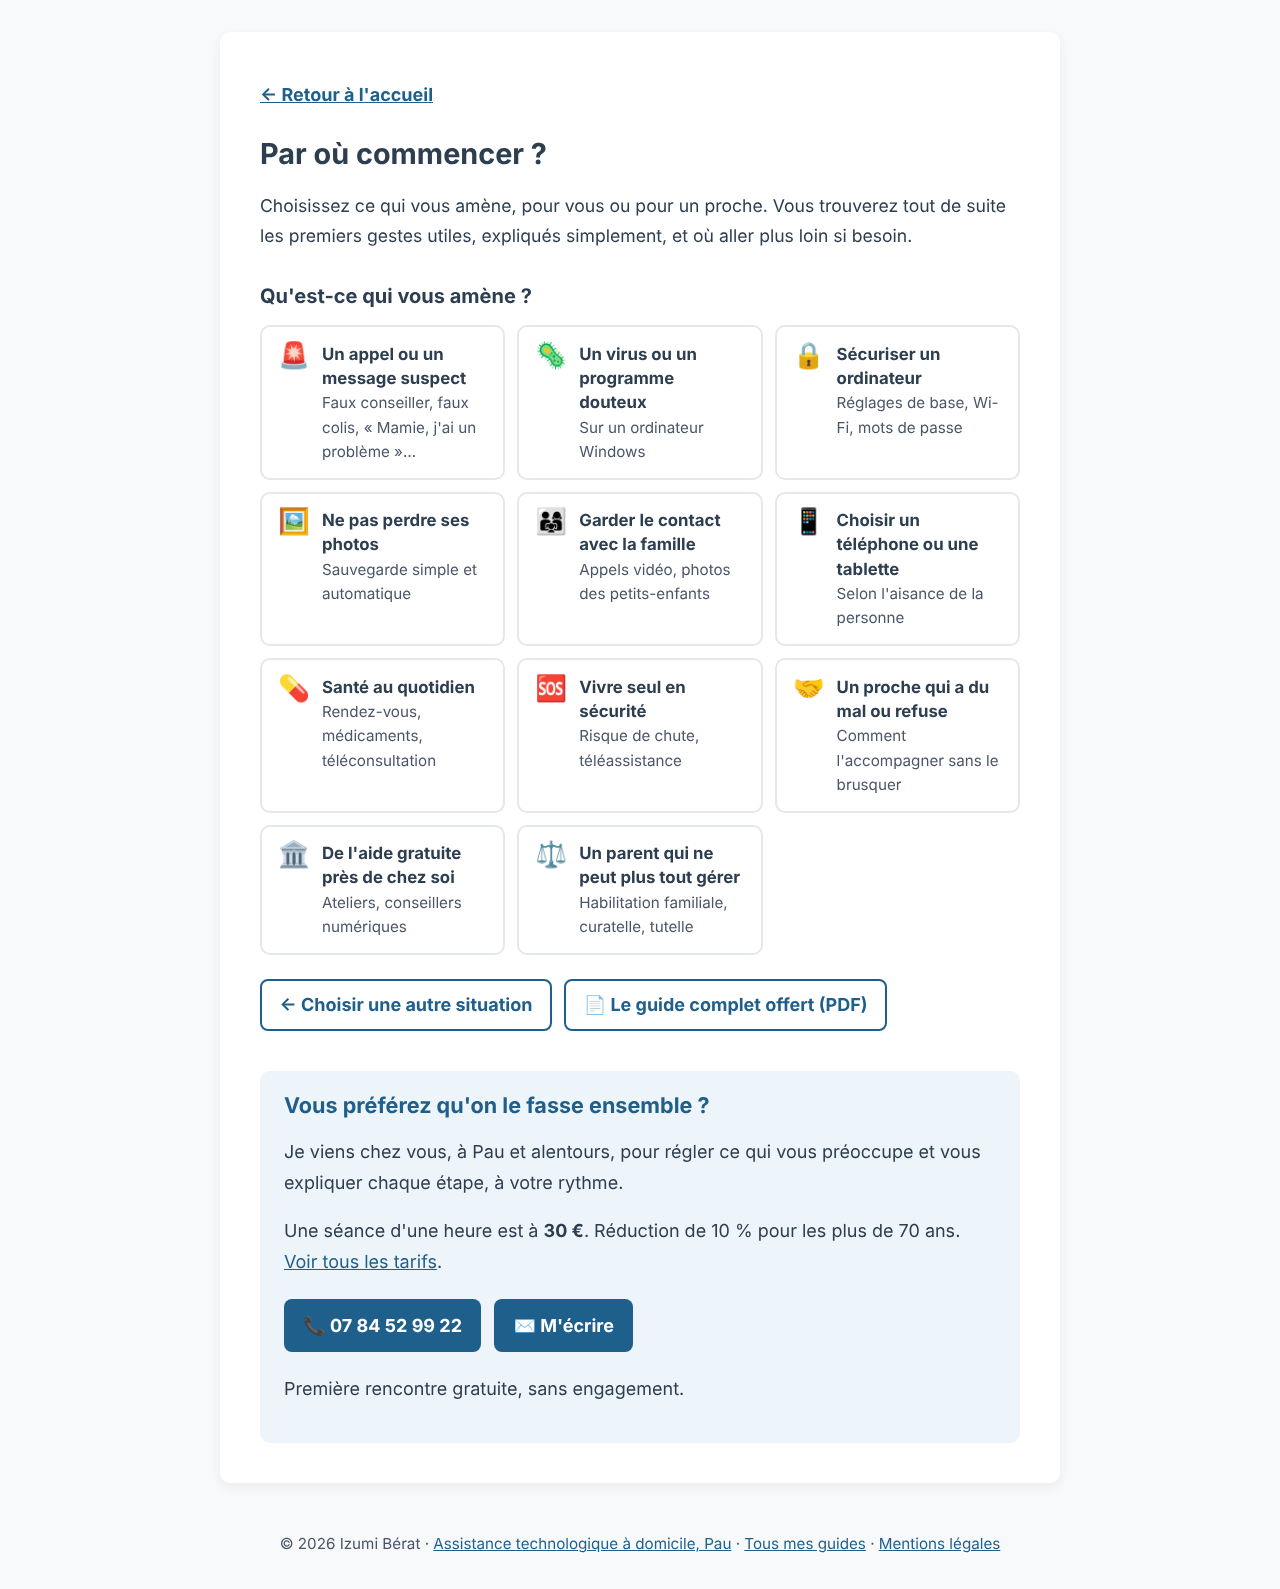 ← Retour à l'accueil
Par où commencer ?
Choisissez ce qui vous amène, pour vous ou pour un proche. Vous trouverez tout de suite
les premiers gestes utiles, expliqués simplement, et où aller plus loin si besoin.
Qu'est-ce qui vous amène ?
Un appel ou un
message suspect
Faux conseiller, faux
colis, « Mamie, j'ai un
problème »...
Un virus ou un
programme
douteux
Sur un ordinateur
Windows
Sécuriser un
ordinateur
Réglages de base, Wi-
Fi, mots de passe
Ne pas perdre ses
photos
Sauvegarde simple et
automatique
Garder le contact
avec la famille
Appels vidéo, photos
des petits-enfants
Choisir un
téléphone ou une
tablette
Selon l'aisance de la
personne
Santé au quotidien
Rendez-vous,
médicaments,
téléconsultation
SOS
Vivre seul en
sécurité
Risque de chute,
téléassistance
Un proche qui a du
mal ou refuse
Comment
l'accompagner sans le
brusquer
De l'aide gratuite
près de chez soi
Ateliers, conseillers
numériques
Un parent qui ne
peut plus tout gérer
Habilitation familiale,
curatelle, tutelle
← Choisir une autre situation
📄 Le guide complet offert (PDF)
Vous préférez qu'on le fasse ensemble ?
Je viens chez vous, à Pau et alentours, pour régler ce qui vous préoccupe et vous
expliquer chaque étape, à votre rythme.
Une séance d'une heure est à 30 €. Réduction de 10 % pour les plus de 70 ans.
Voir tous les tarifs.
📞 07 84 52 99 22
✉️ M'écrire
Première rencontre gratuite, sans engagement.
© 2026 Izumi Bérat · Assistance technologique à domicile, Pau · Tous mes guides · Mentions légales